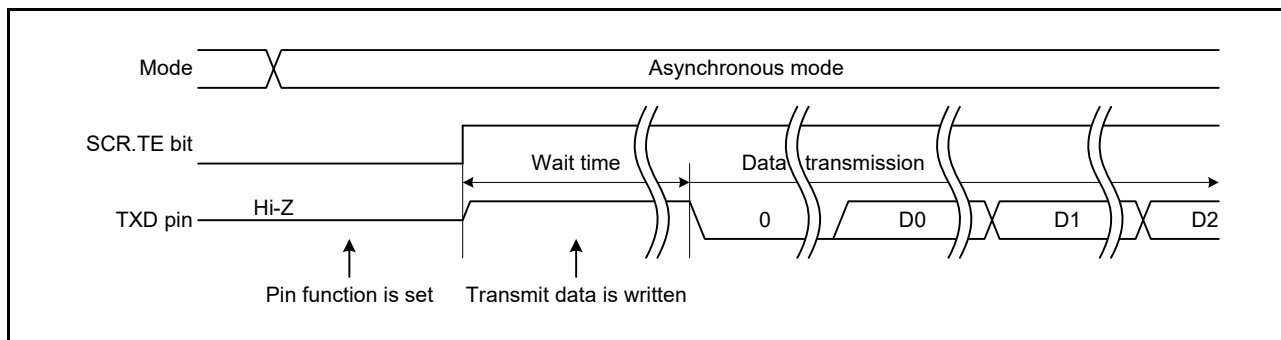 Mode
Asynchronous mode
SCR.TE bit
Wait time
Data transmission
TXD pin
Hi-Z
0
D0
D1
D2
Pin function is set
Transmit data is written